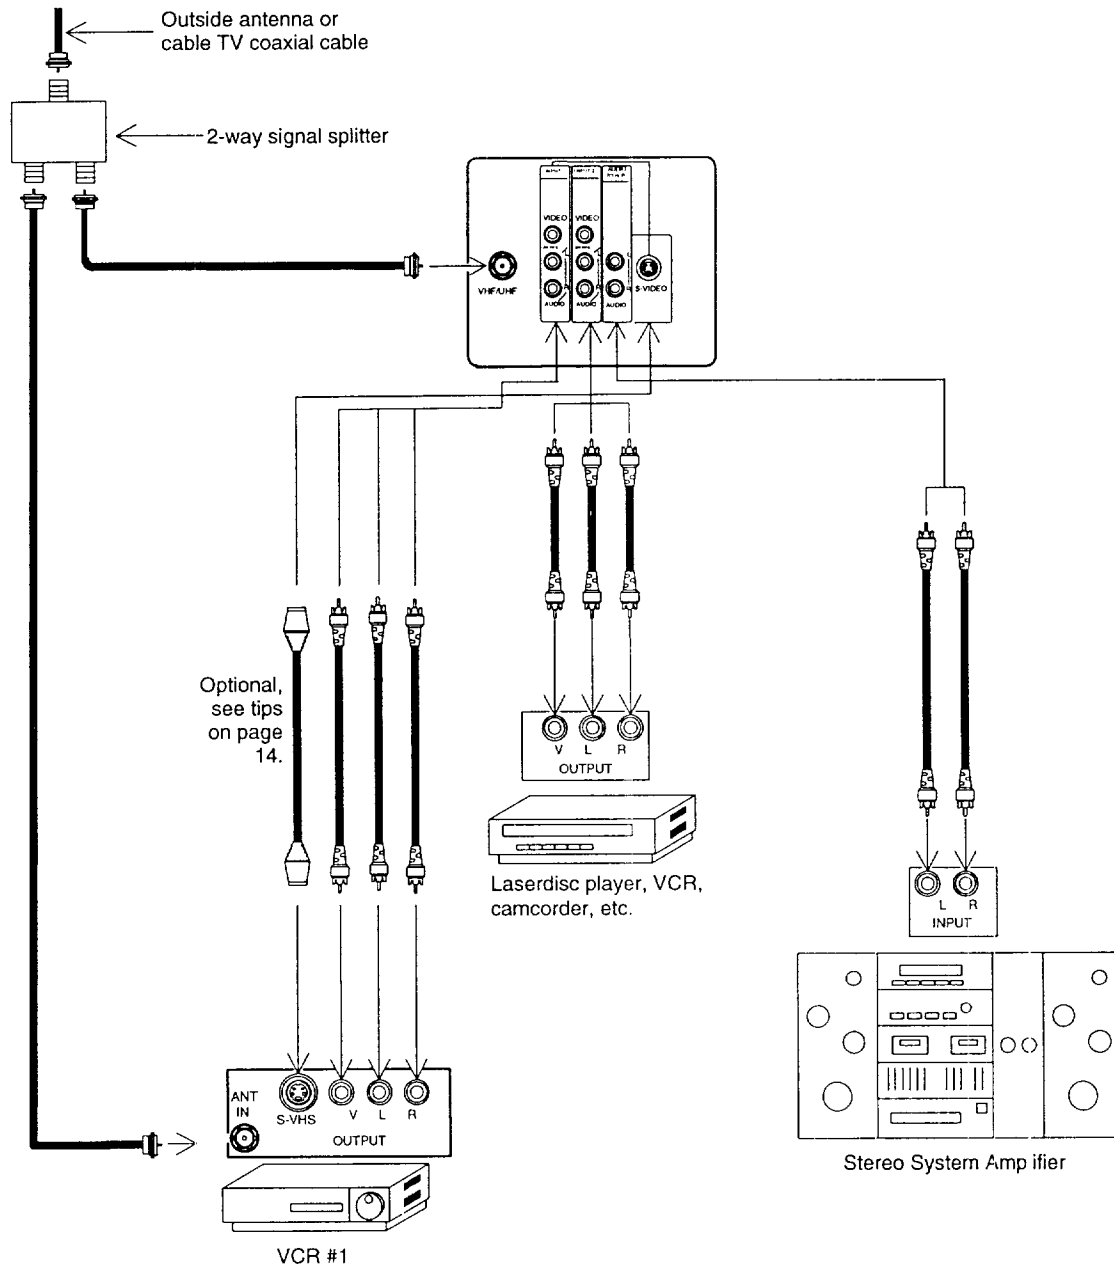 Outside antenna or
cable TV coaxial cable
2-way signal splitter
VIDEO
VIDEO
VHF/UHF
S-VIDEO
AUDIO
AUDIO
AUDIO
Optional,
see tips
on page
14.
V L R
OUTPUT
Laserdisc player, VCR,
camcorder, etc.
L R
INPUT
ANT
IN
S-VHS
V L R
OUTPUT
Stereo System Amp ifier
VCR #1